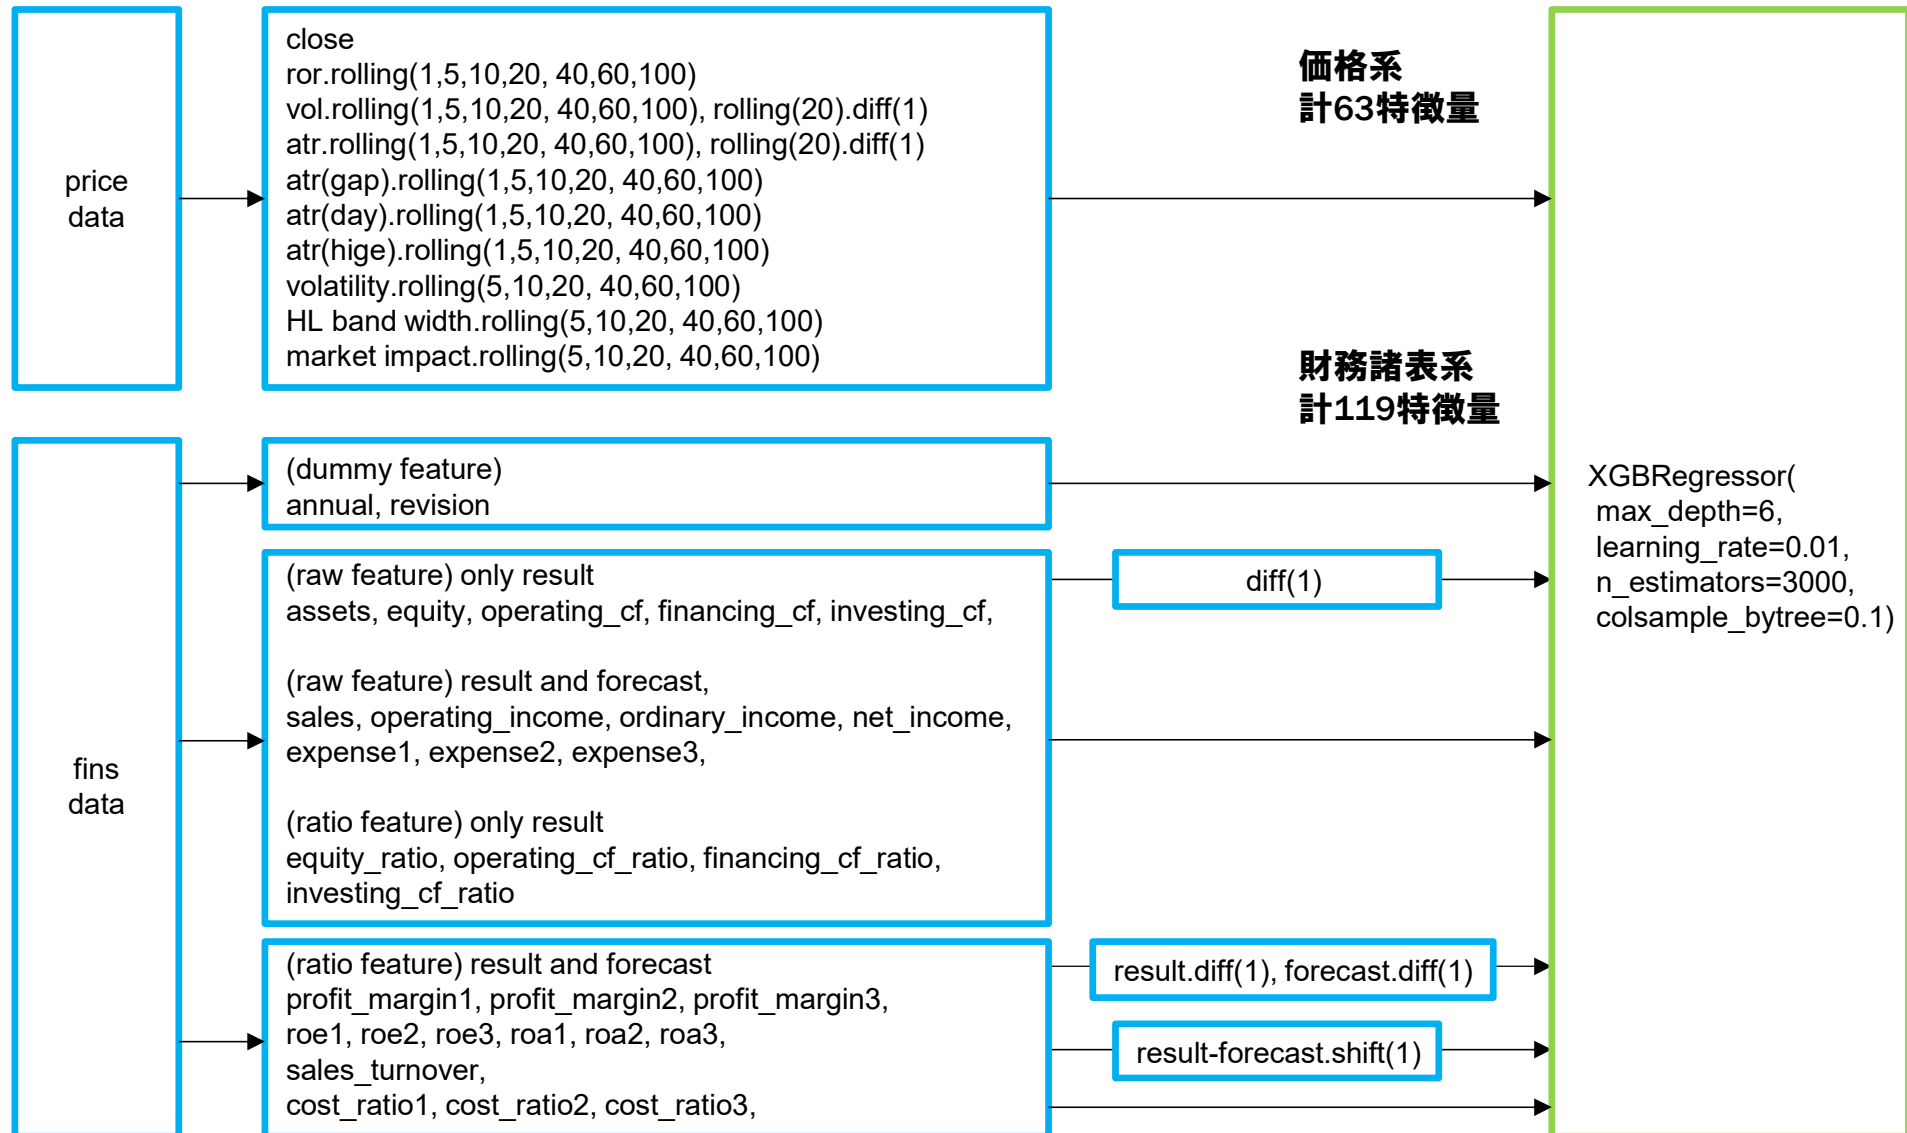 price
data
close
ror.rolling(1,5,10,20, 40,60,100)
vol.rolling(1,5,10,20, 40,60,100), rolling(20).diff(1)
atr.rolling(1,5,10,20, 40,60,100), rolling(20).diff(1)
atr(gap).rolling(1,5,10,20, 40,60,100)
atr(day).rolling(1,5,10,20, 40,60,100)
atr(hige).rolling(1,5,10,20, 40,60,100)
volatility.rolling(5,10,20, 40,60,100)
HL band width.rolling(5,10,20, 40,60,100)
market impact.rolling(5,10,20, 40,60,100)
価格系
計63特徴量
財務諸表系
計119特徴量
fins
data
(dummy feature)
annual, revision
(raw feature) only result
assets, equity, operating_cf, financing_cf, investing_cf,
(raw feature) result and forecast,
sales, operating_income, ordinary_income, net_income,
expense1, expense2, expense3,
(ratio feature) only result
equity_ratio, operating_cf_ratio, financing_cf_ratio,
investing_cf_ratio
diff(1)
(ratio feature) result and forecast
profit_margin1, profit_margin2, profit_margin3,
roe1, roe2, roe3, roa1, roa2, roa3,
sales_turnover,
cost_ratio1, cost_ratio2, cost_ratio3,
result.diff(1), forecast.diff(1)
result-forecast.shift(1)
XGBRegressor(
max_depth=6,
learning_rate=0.01,
n_estimators=3000,
colsample_bytree=0.1)